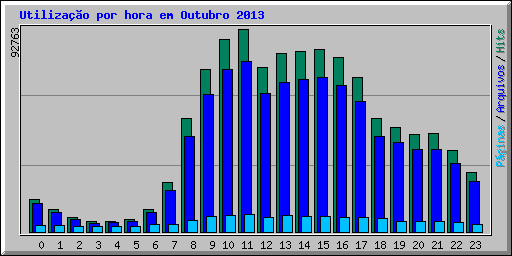 Utilização por hora em Outubro 2013
92763
Páginas / Arquivos / Hits
0 1 2 3 4 5 6 7 8 9 10 11 12 13 14 15 16 17 18 19 20 21 22 23